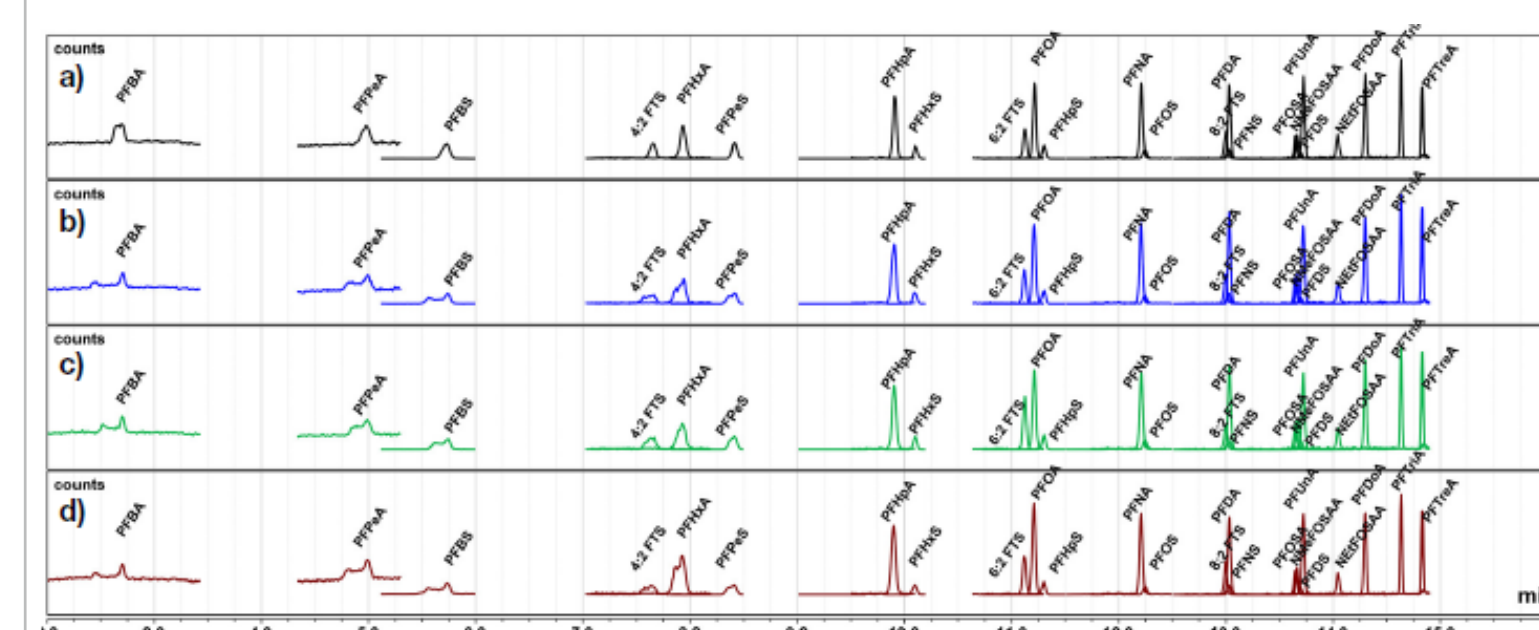 counts
a)
PFBA
PFPeA
PFBS
4:2 FTS
PFHxA
PFPeS
PFHpA
PFHxS
6:2 FTS
PFOA
PFHpS
PFNA
PFOS
8:2 FTS
PFDA
PFNS
PFOSA
PFUnA
PFDS
NEtFOSAA
PFDoA
PFTreA
counts
b)
PFBA
PFPeA
PFBS
4:2 FTS
PFHxA
PFPeS
PFHpA
PFHxS
6:2 FTS
PFOA
PFHpS
PFNA
PFOS
8:2 FTS
PFDA
PFNS
PFOSA
NMeFOSAA
PFUnA
PFDS
NEtFOSAA
PFDoA
PFTriA
PFTreA
counts
c)
PFBA
PFPeA
PFBS
4:2 FTS
PFHxA
PFPeS
PFHpA
PFHxS
6:2 FTS
PFOA
PFHpS
PFNA
PFOS
8:2 FTS
PFDA
PFNS
PFOSA
NMeFOSAA
PFUnA
PFDS
NEtFOSAA
PFDoA
PFTriA
PFTreA
counts
d)
PFBA
PFPeA
PFBS
4:2 FTS
PFHxA
PFPeS
PFHpA
PFHxS
6:2 FTS
PFOA
PFHpS
PFNA
PFOS
8:2 FTS
PFDA
PFNS
PFOSA
NMeFOSAA
PFUnA
PFDS
NEtFOSAA
PFDoA
PFTriA
PFTreA